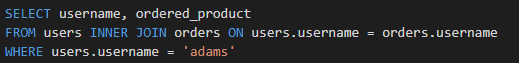 SELECT username, ordered_product
FROM users INNER JOIN orders ON users.username = orders.username
WHERE users.username = 'adams'